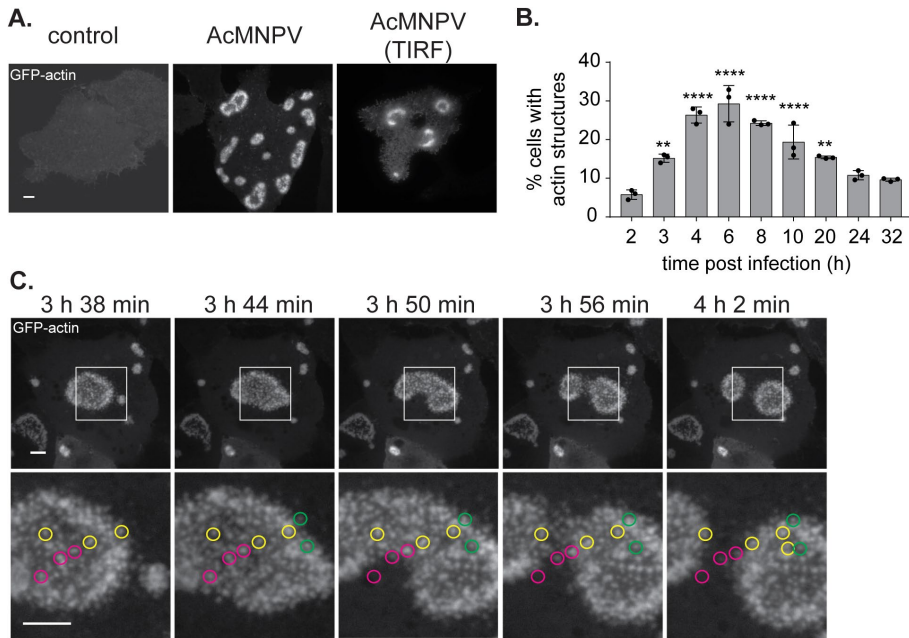 A.
control
AcMNPV
AcMNPV
(TIRF)
GFP-actin
B.
% cells with
actin structures
40
30
20
10
0
**
****
****
****
****
**
2 3 4 6 8 10 20 24 32
time post infection (h)
C.
3 h 38 min 3 h 44 min 3 h 50 min 3 h 56 min 4 h 2 min
GFP-actin